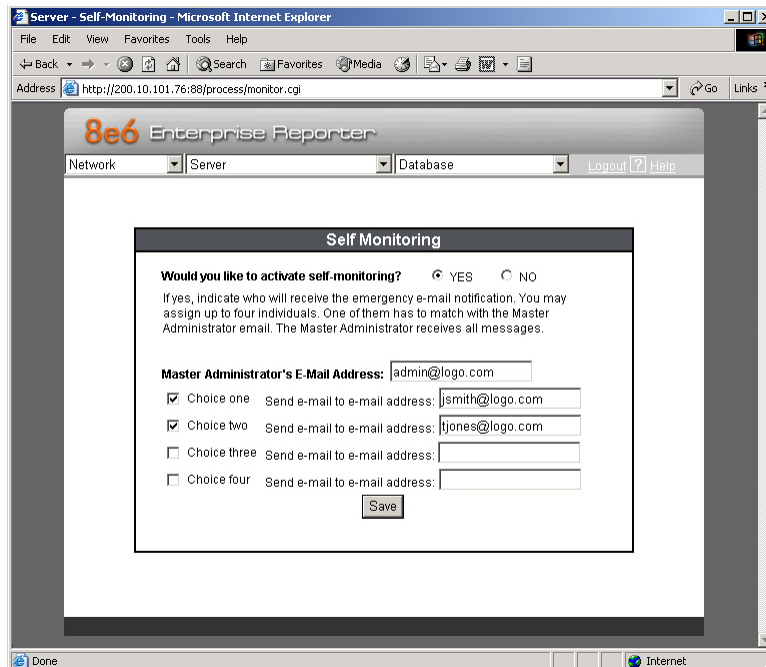 Server - Self-Monitoring - Microsoft Internet Explorer
File Edit View Favorites Tools Help
Back Search Favorites Media
Address http://200.10.101.76:88/process/monitor.cgi Go Links
8e6 Enterprise Reporter
Network Server Database Logout ? Help
Self Monitoring
Would you like to activate self-monitoring? YES NO
If yes, indicate who will receive the emergency e-mail notification. You may
assign up to four individuals. One of them has to match with the Master
Administrator email. The Master Administrator receives all messages.
Master Administrator's E-Mail Address: admin@logo.com
Choice one Send e-mail to e-mail address: jsmith@logo.com
Choice two Send e-mail to e-mail address: tjones@logo.com
Choice three Send e-mail to e-mail address:
Choice four Send e-mail to e-mail address:
Save
Done Internet